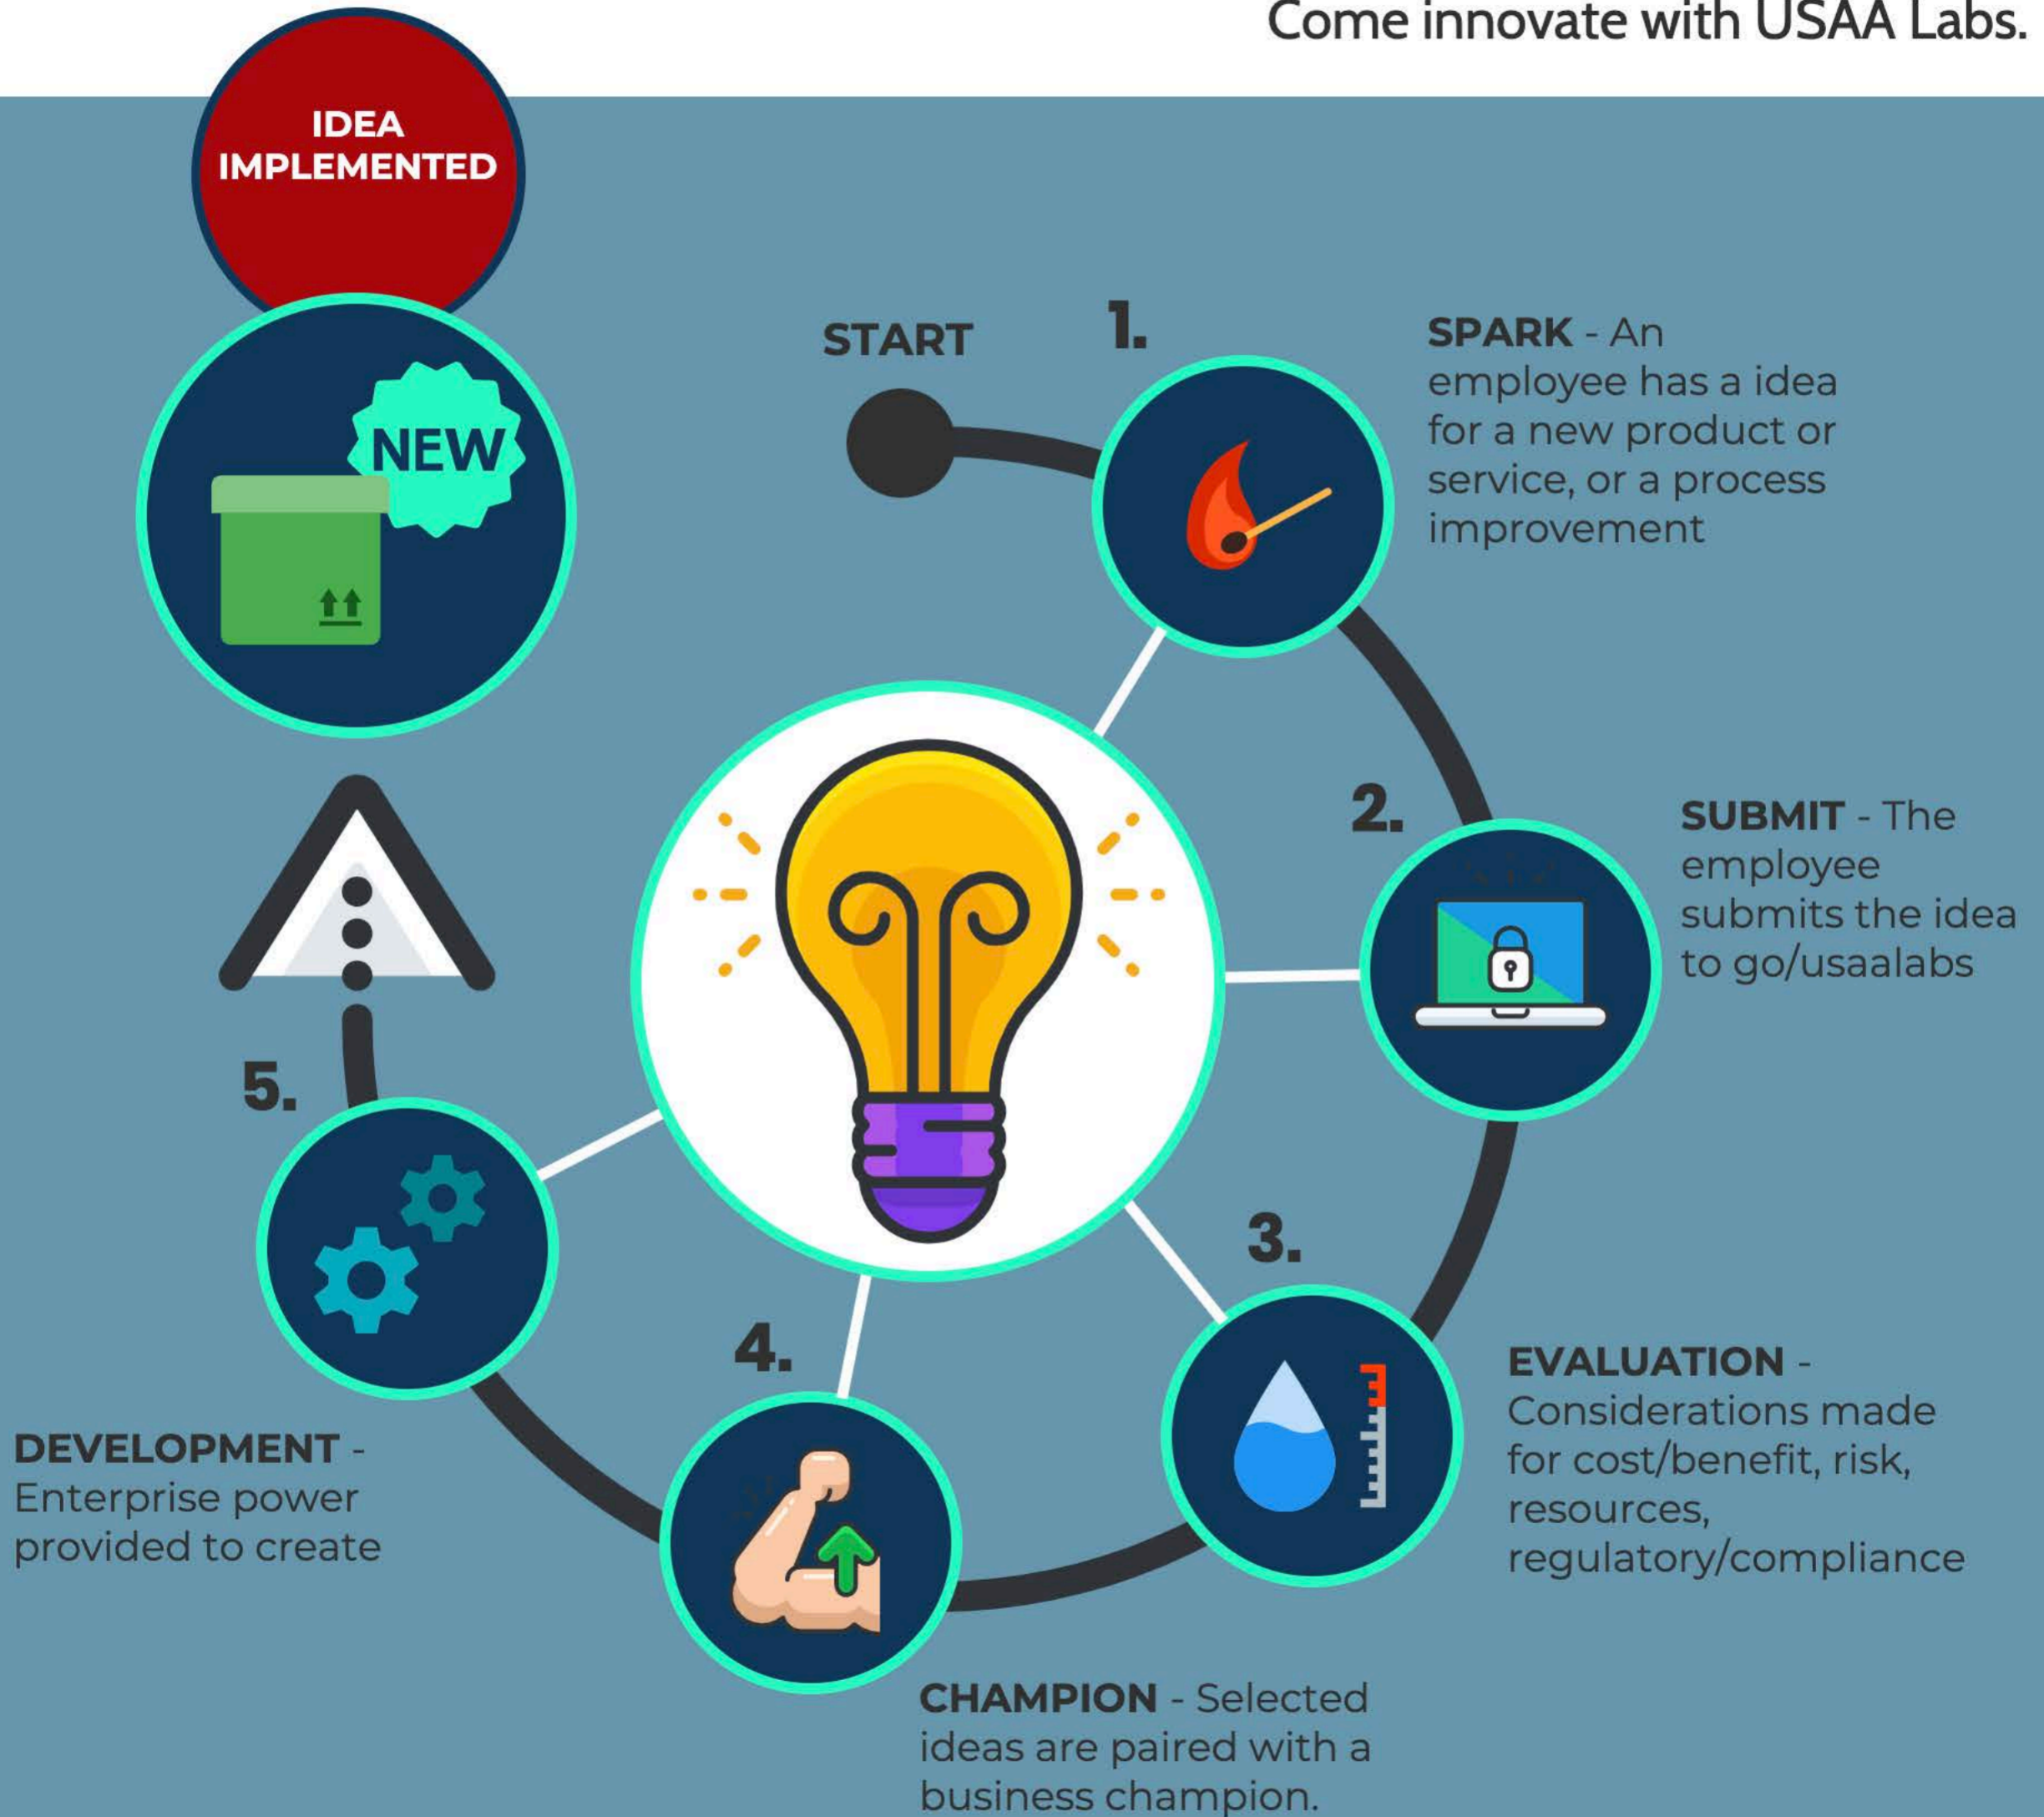 Come innovate with USAA Labs.
IDEA
IMPLEMENTED
NEW
START
1.
SPARK - An
employee has a idea
for a new product or
service, or a process
improvement
2.
SUBMIT - The
employee
submits the idea
to go/usaalabs
3.
EVALUATION -
Considerations made
for cost/benefit, risk,
resources,
regulatory/compliance
4.
CHAMPION - Selected
ideas are paired with a
business champion.
5.
DEVELOPMENT -
Enterprise power
provided to create